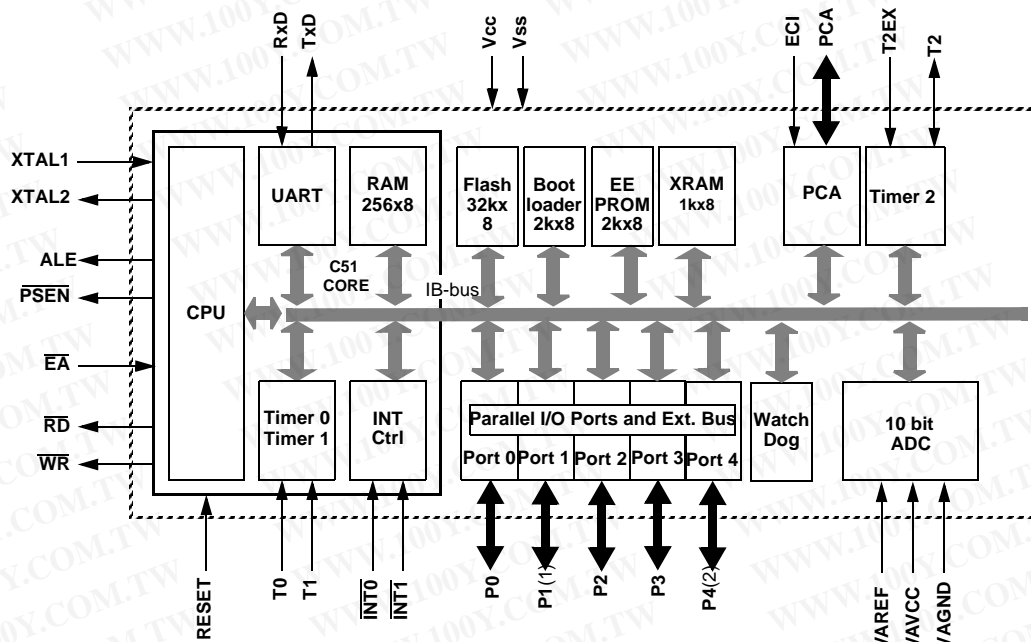 RxD
TxD
Vcc
Vss
ECI
PCA
T2EX
T2
XTAL1
XTAL2
ALE
PSEN
EA
RD
WR
CPU
UART
RAM
256x8
C51
CORE
IB-bus
Flash
32kx
8
Boot
loader
2kx8
EE
PROM
2kx8
XRAM
1kx8
PCA
Timer 2
Timer 0
Timer 1
INT
Ctrl
Parallel I/O Ports and Ext. Bus
Port 0
Port 1
Port 2
Port 3
Port 4
Watch
Dog
10 bit
ADC
RESET
T0
T1
INT0
INT1
P0
P1(1)
P2
P3
P4(2)
VAREF
VAVCC
VAGND
WWW.100Y.COM.TW